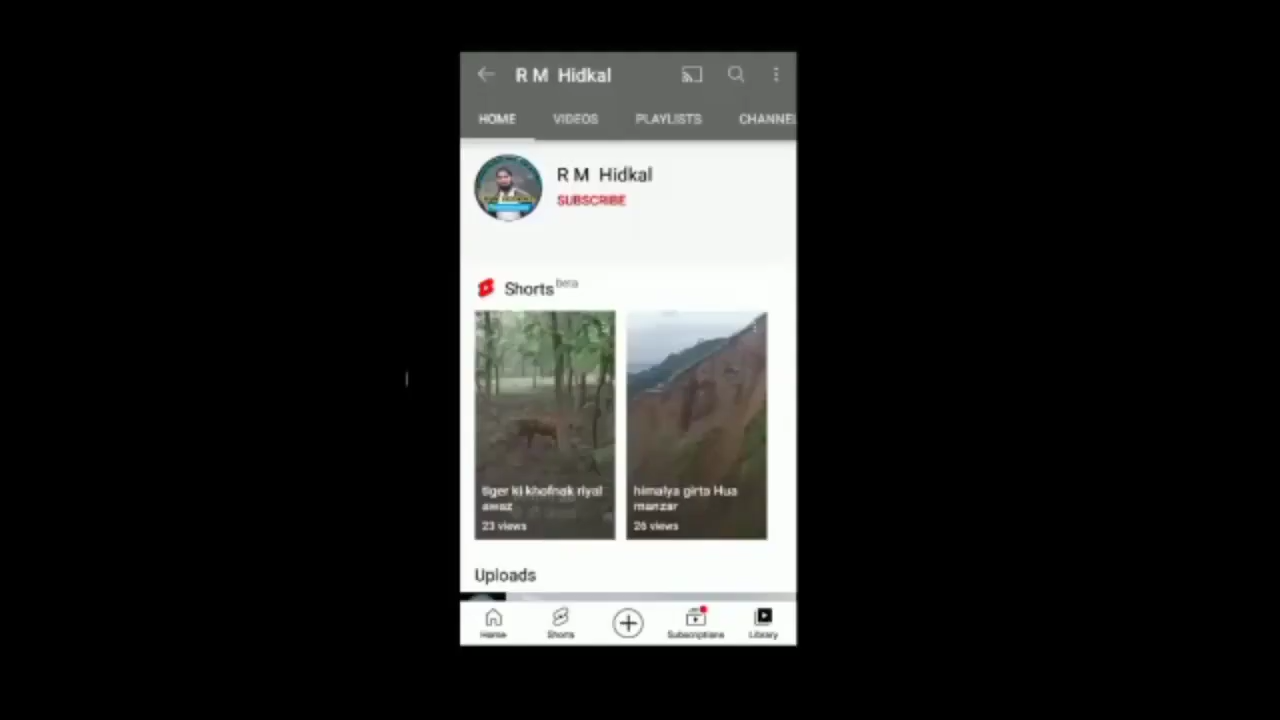 R M Hidkal
HOME VIDEOS PLAYLISTS CHANNEL
R M Hidkal
SUBSCRIBE
Shorts beta
tiger ki khofnak riyal
awaz
23 views
himalya girta Hua
manzar
26 views
Uploads
Home Shorts Subscriptions Library